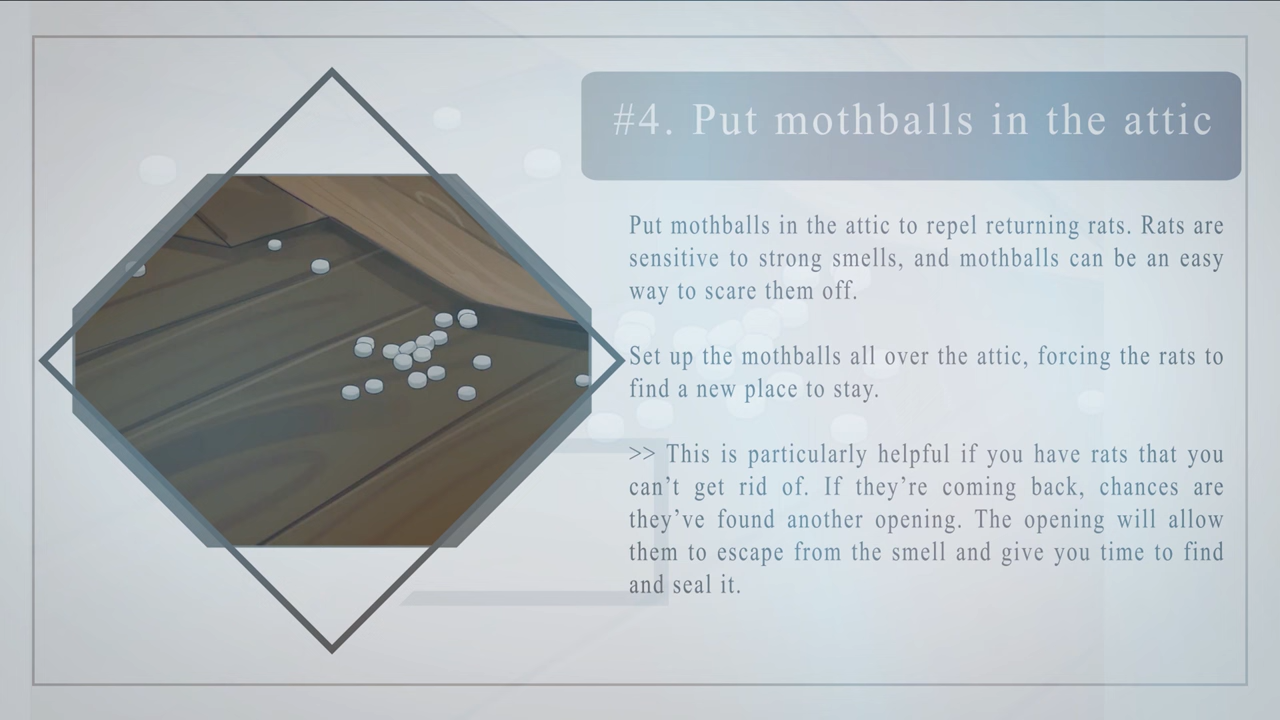 #4. Put mothballs in the attic
Put mothballs in the attic to repel returning rats. Rats are
sensitive to strong smells, and mothballs can be an easy
way to scare them off.
Set up the mothballs all over the attic, forcing the rats to
find a new place to stay.
>> This is particularly helpful if you have rats that you
can’t get rid of. If they’re coming back, chances are
they’ve found another opening. The opening will allow
them to escape from the smell and give you time to find
and seal it.